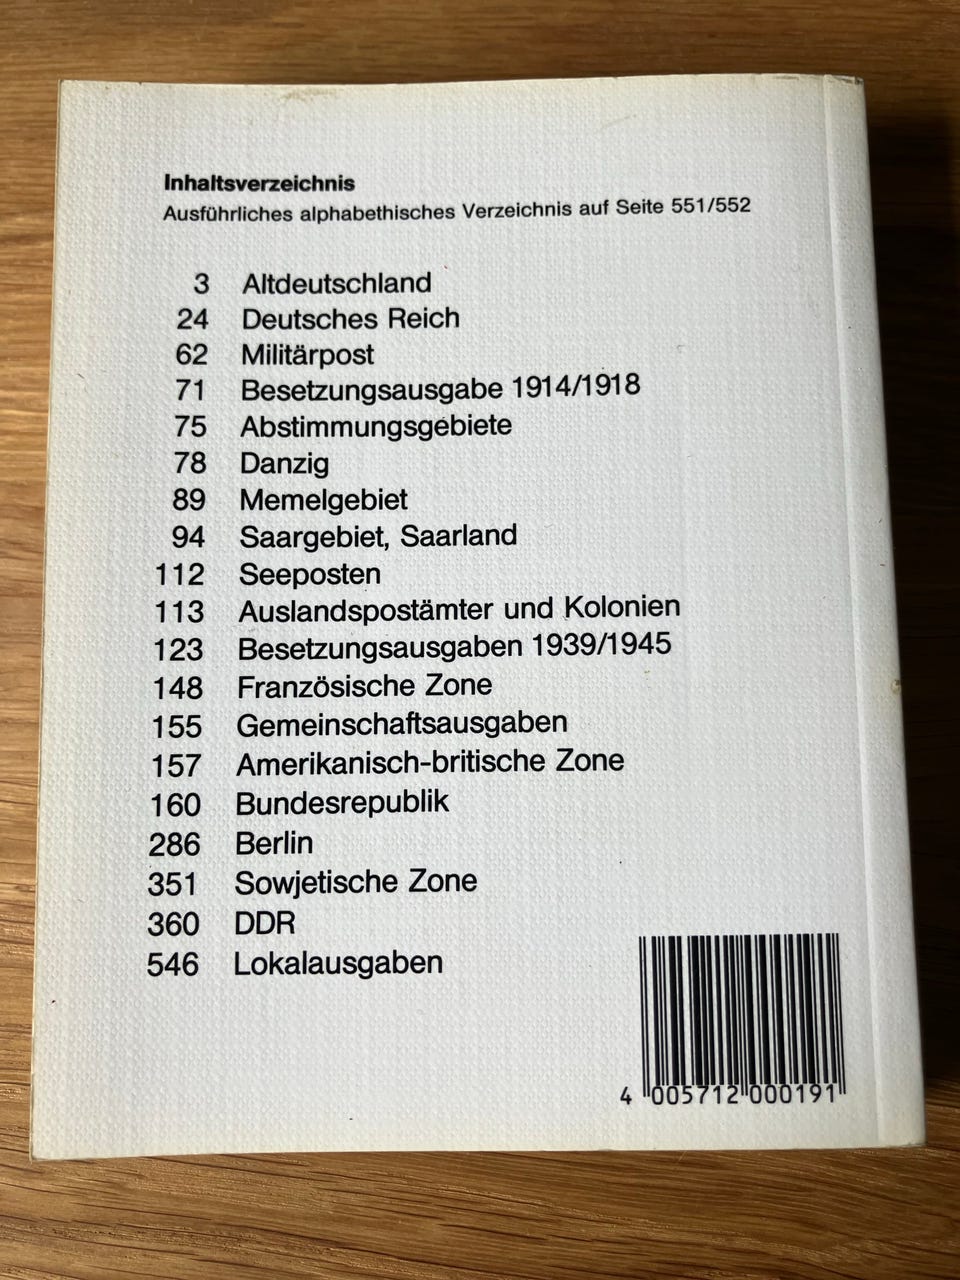 Inhaltsverzeichnis
Ausführliches alphabethisches Verzeichnis auf Seite 551/552
3 Altdeutschland
24 Deutsches Reich
62 Militärpost
71 Besetzungsausgabe 1914/1918
75 Abstimmungsgebiete
78 Danzig
89 Memelgebiet
94 Saargebiet, Saarland
112 Seeposten
113 Auslandspostämter und Kolonien
123 Besetzungsausgaben 1939/1945
148 Französische Zone
155 Gemeinschaftsausgaben
157 Amerikanisch-britische Zone
160 Bundesrepublik
286 Berlin
351 Sowjetische Zone
360 DDR
546 Lokalausgaben
4 005712 000191